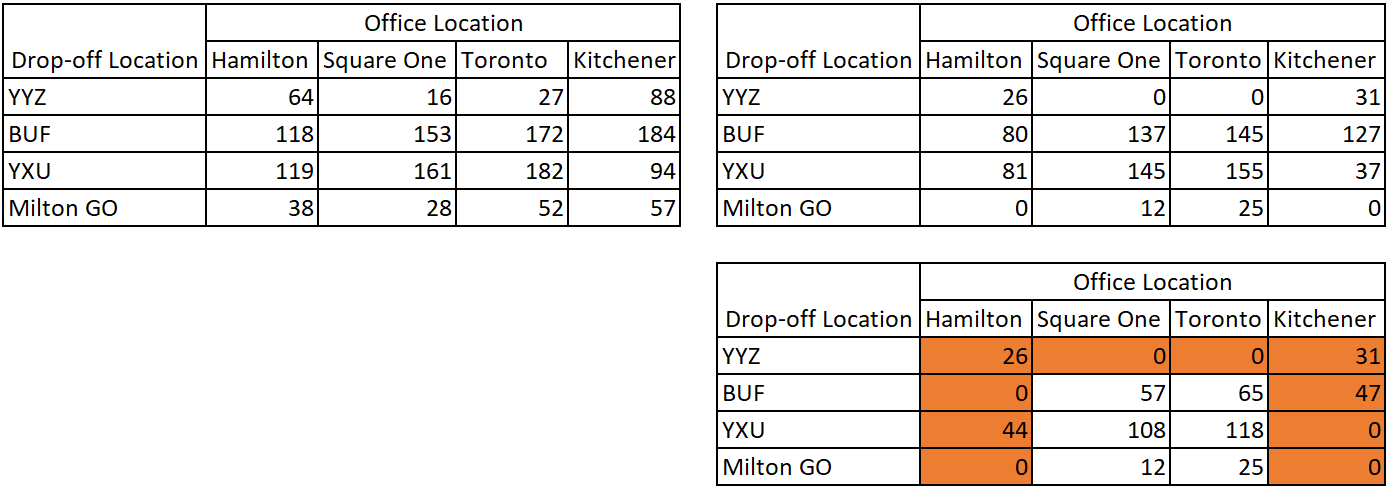 Office Location
Drop-off Location Hamilton Square One Toronto Kitchener
YYZ 64 16 27 88
BUF 118 153 172 184
YXU 119 161 182 94
Milton GO 38 28 52 57
Office Location
Drop-off Location Hamilton Square One Toronto Kitchener
YYZ 26 0 0 31
BUF 80 137 145 127
YXU 81 145 155 37
Milton GO 0 12 25 0
Office Location
Drop-off Location Hamilton Square One Toronto Kitchener
YYZ 26 0 0 31
BUF 0 57 65 47
YXU 44 108 118 0
Milton GO 0 12 25 0